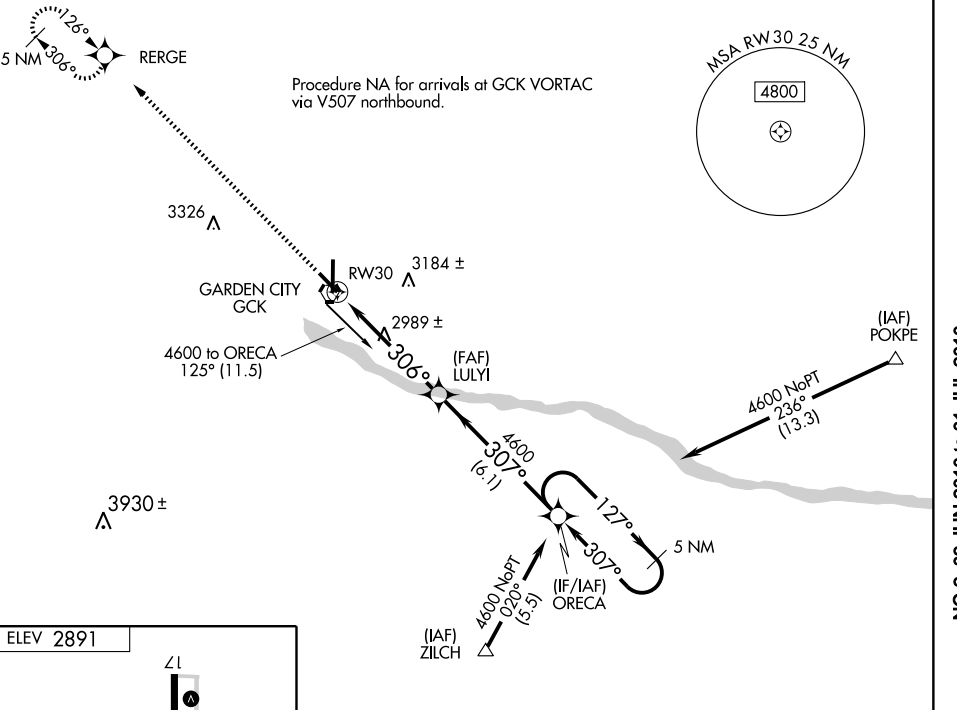 126°
5 NM
306°
RERGE
Procedure NA for arrivals at GCK VORTAC
via V507 northbound.
MSA RW30 25 NM
4800
3326
GARDEN CITY
GCK
RW30
3184 ±
2989 ±
4600 to ORECA
125° (11.5)
306°
(FAF)
LULYI
(IAF)
POKPE
4600 NoPT
236°
(13.3)
4600
307°
(6.1)
3930 ±
127°
307°
5 NM
(IF/IAF)
ORECA
4600 NoPT
020°
(5.5)
(IAF)
ZILCH
ELEV 2891
17